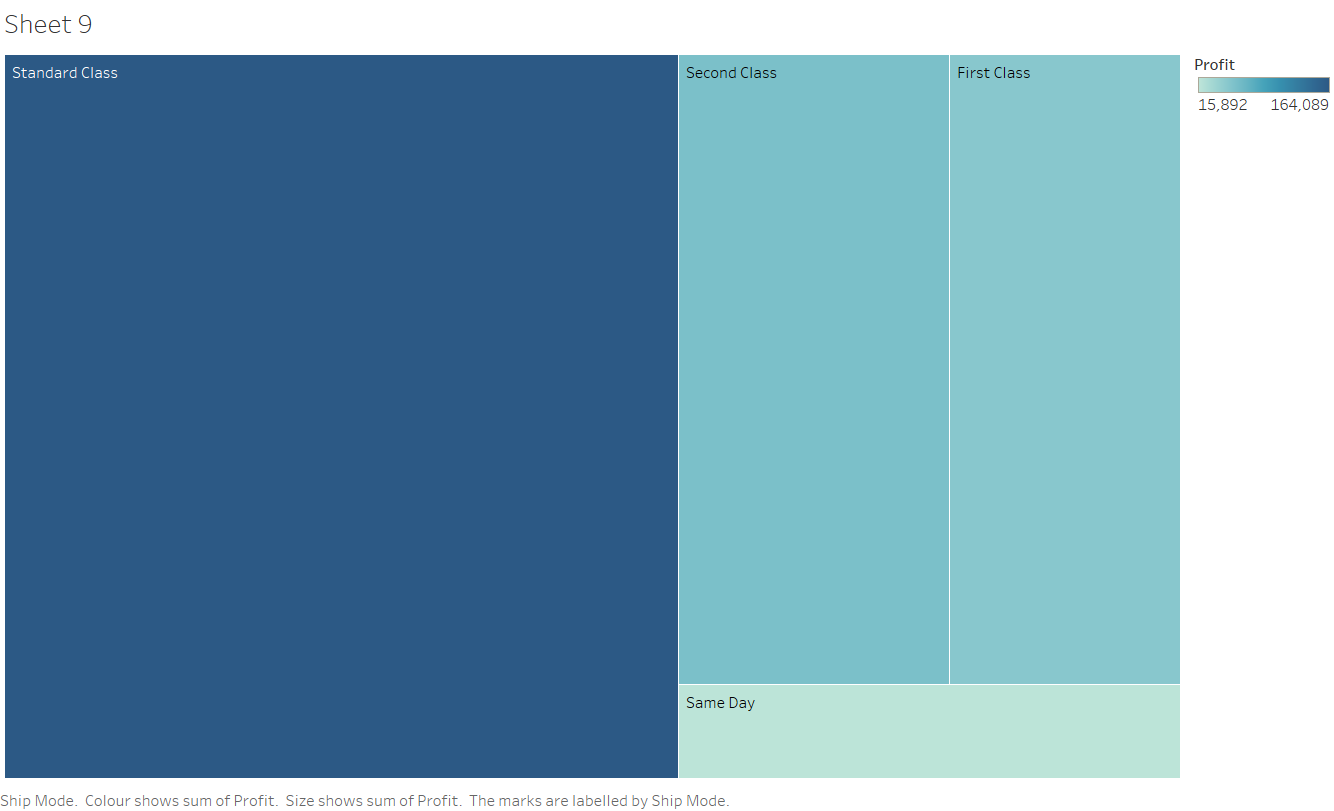 Sheet 9
Standard Class
Second Class
First Class
Same Day
Profit
15,892 164,089
Ship Mode.  Colour shows sum of Profit.  Size shows sum of Profit.  The marks are labelled by Ship Mode.